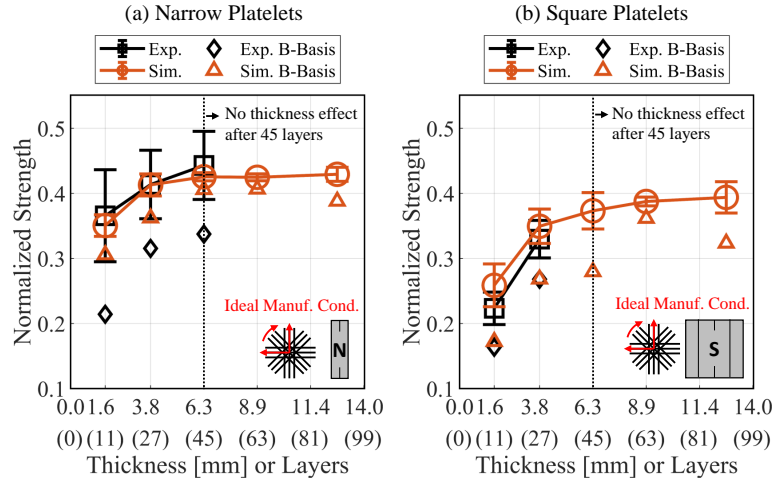 (a) Narrow Platelets
Exp.
Exp. B-Basis
Sim.
Sim. B-Basis
No thickness effect
after 45 layers
Normalized Strength
0.5
0.4
0.3
0.2
0.1
Ideal Manuf. Cond.
N
0.0 1.6 3.8 6.3 8.9 11.4 14.0
(0) (11) (27) (45) (63) (81) (99)
Thickness [mm] or Layers
(b) Square Platelets
Exp.
Exp. B-Basis
Sim.
Sim. B-Basis
No thickness effect
after 45 layers
Normalized Strength
0.5
0.4
0.3
0.2
0.1
Ideal Manuf. Cond.
S
0.0 1.6 3.8 6.3 8.9 11.4 14.0
(0) (11) (27) (45) (63) (81) (99)
Thickness [mm] or Layers